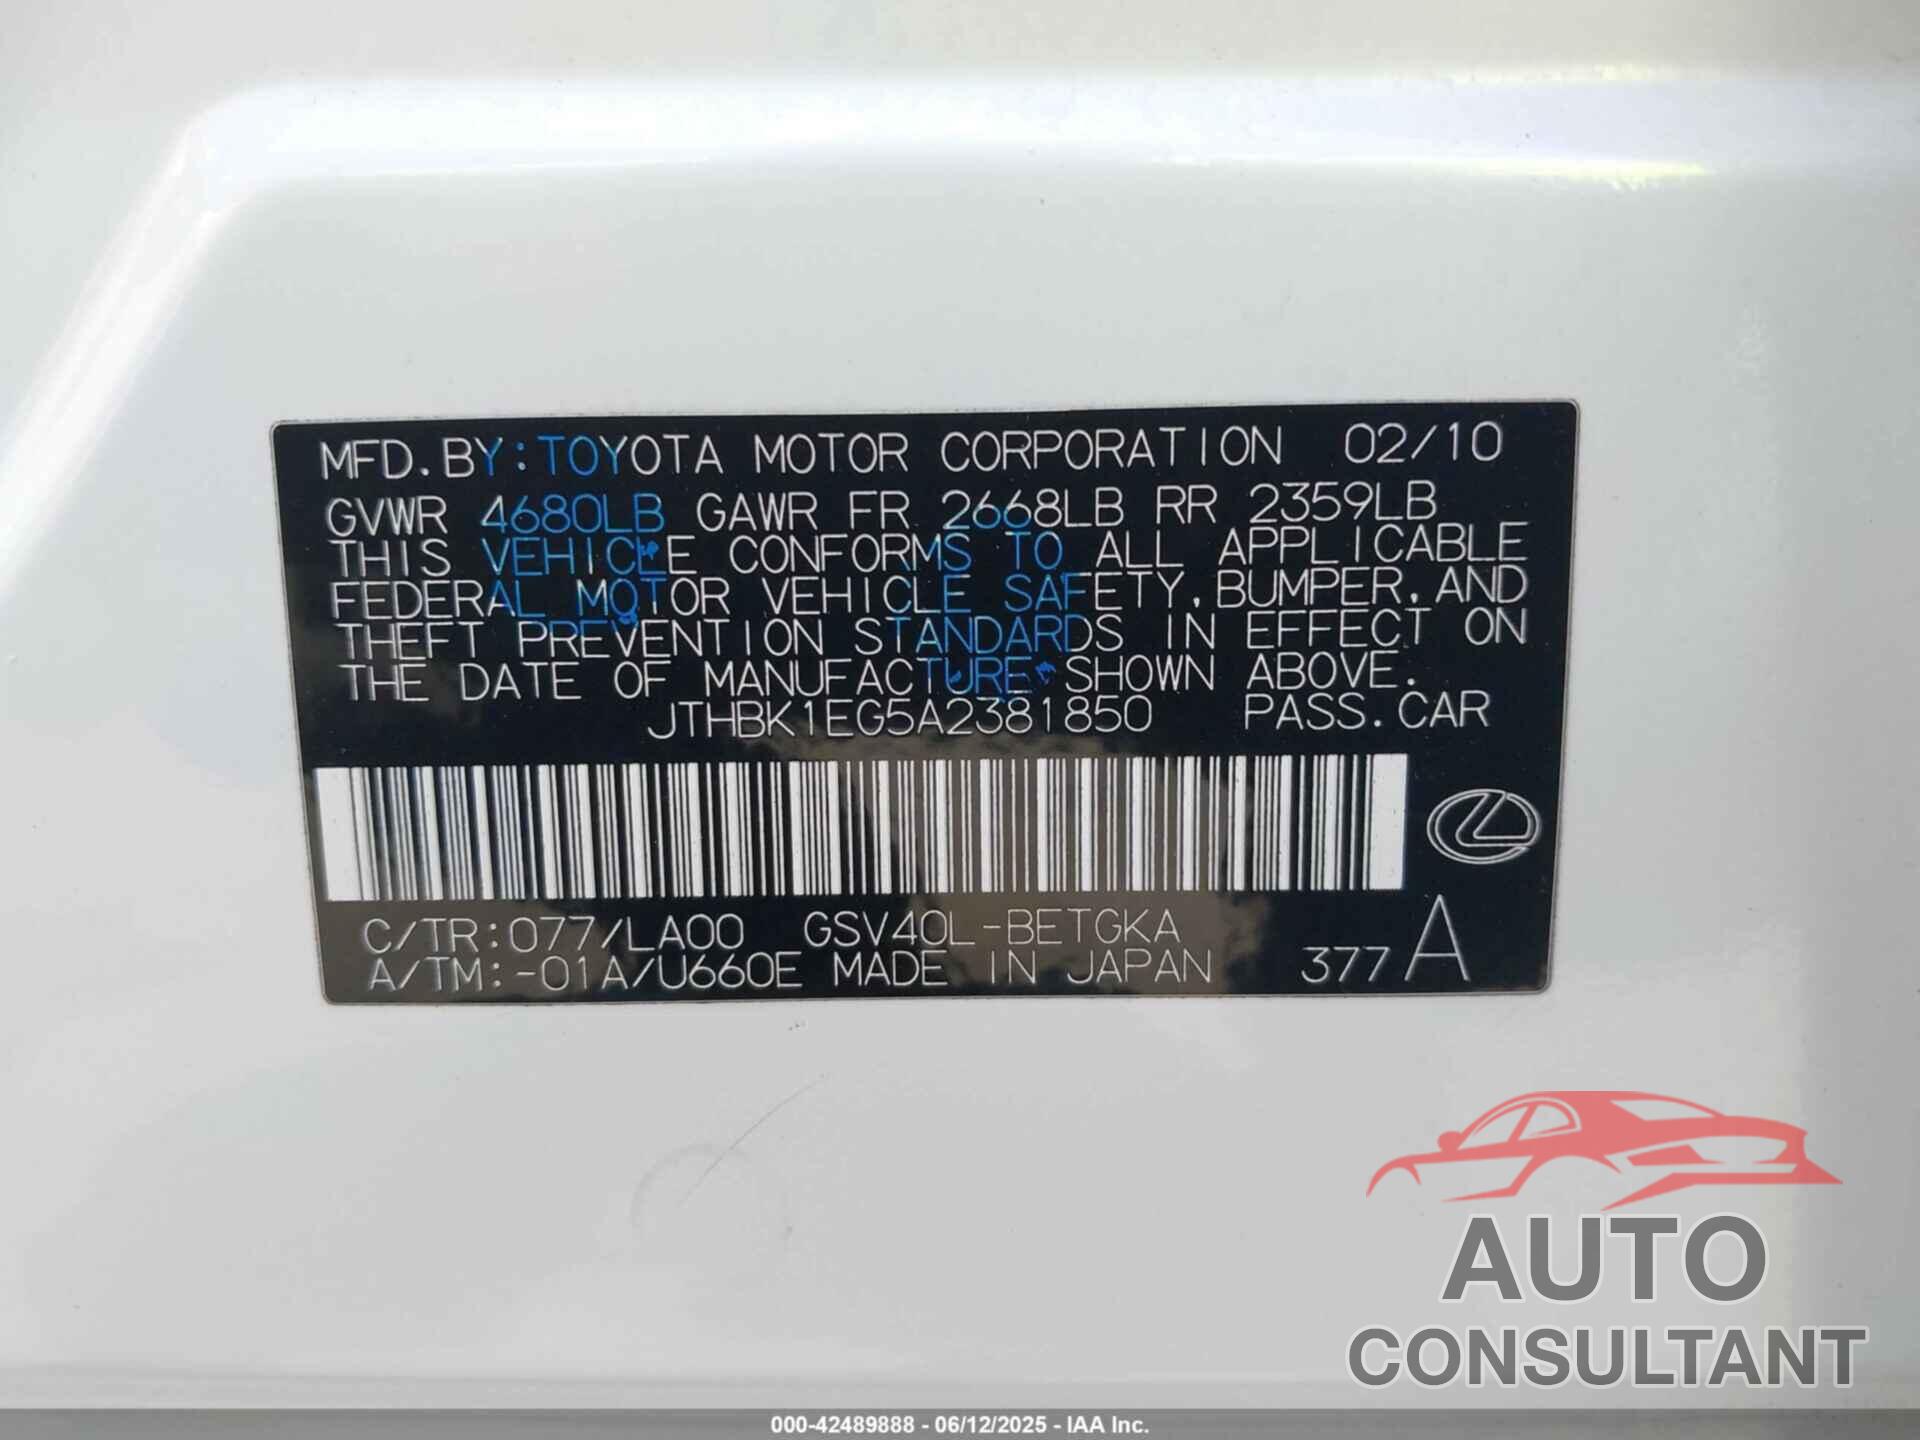 MFD.BY:TOYOTA MOTOR CORPORATION 02/10
GVWR 4680LB GAWR FR 2668LB RR 2359LB
THIS VEHICLE CONFORMS TO ALL APPLICABLE
FEDERAL MOTOR VEHICLE SAFETY,BUMPER,AND
THEFT PREVENTION STANDARDS IN EFFECT ON
THE DATE OF MANUFACTURE SHOWN ABOVE.
JTHBK1EG5A2381850 PASS.CAR
C/TR:077/LA00 GSV40L-BETGKA
A/TM:-01A/U660E MADE IN JAPAN 377A
AUTO
CONSULTANT
000-42489888 - 06/12/2025 - IAA Inc.